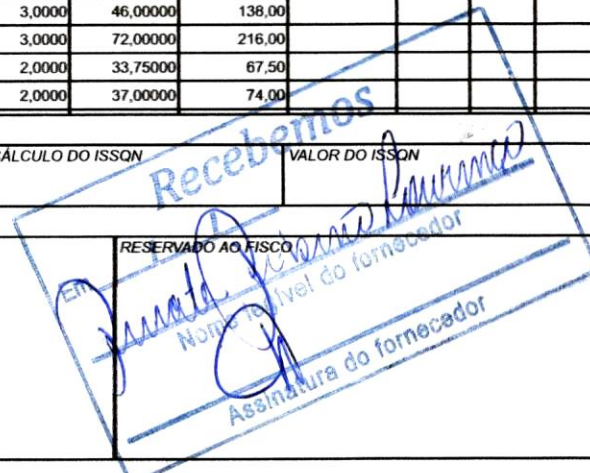 3,0000 46,00000 138,00
3,0000 72,00000 216,00
2,0000 33,75000 67,50
2,0000 37,00000 74,00
CÁLCULO DO ISSQN VALOR DO ISSQN
Recebemos
RESERVADO AO FISCO
Em / /
Nome legível do fornecedor
Assinatura do fornecedor